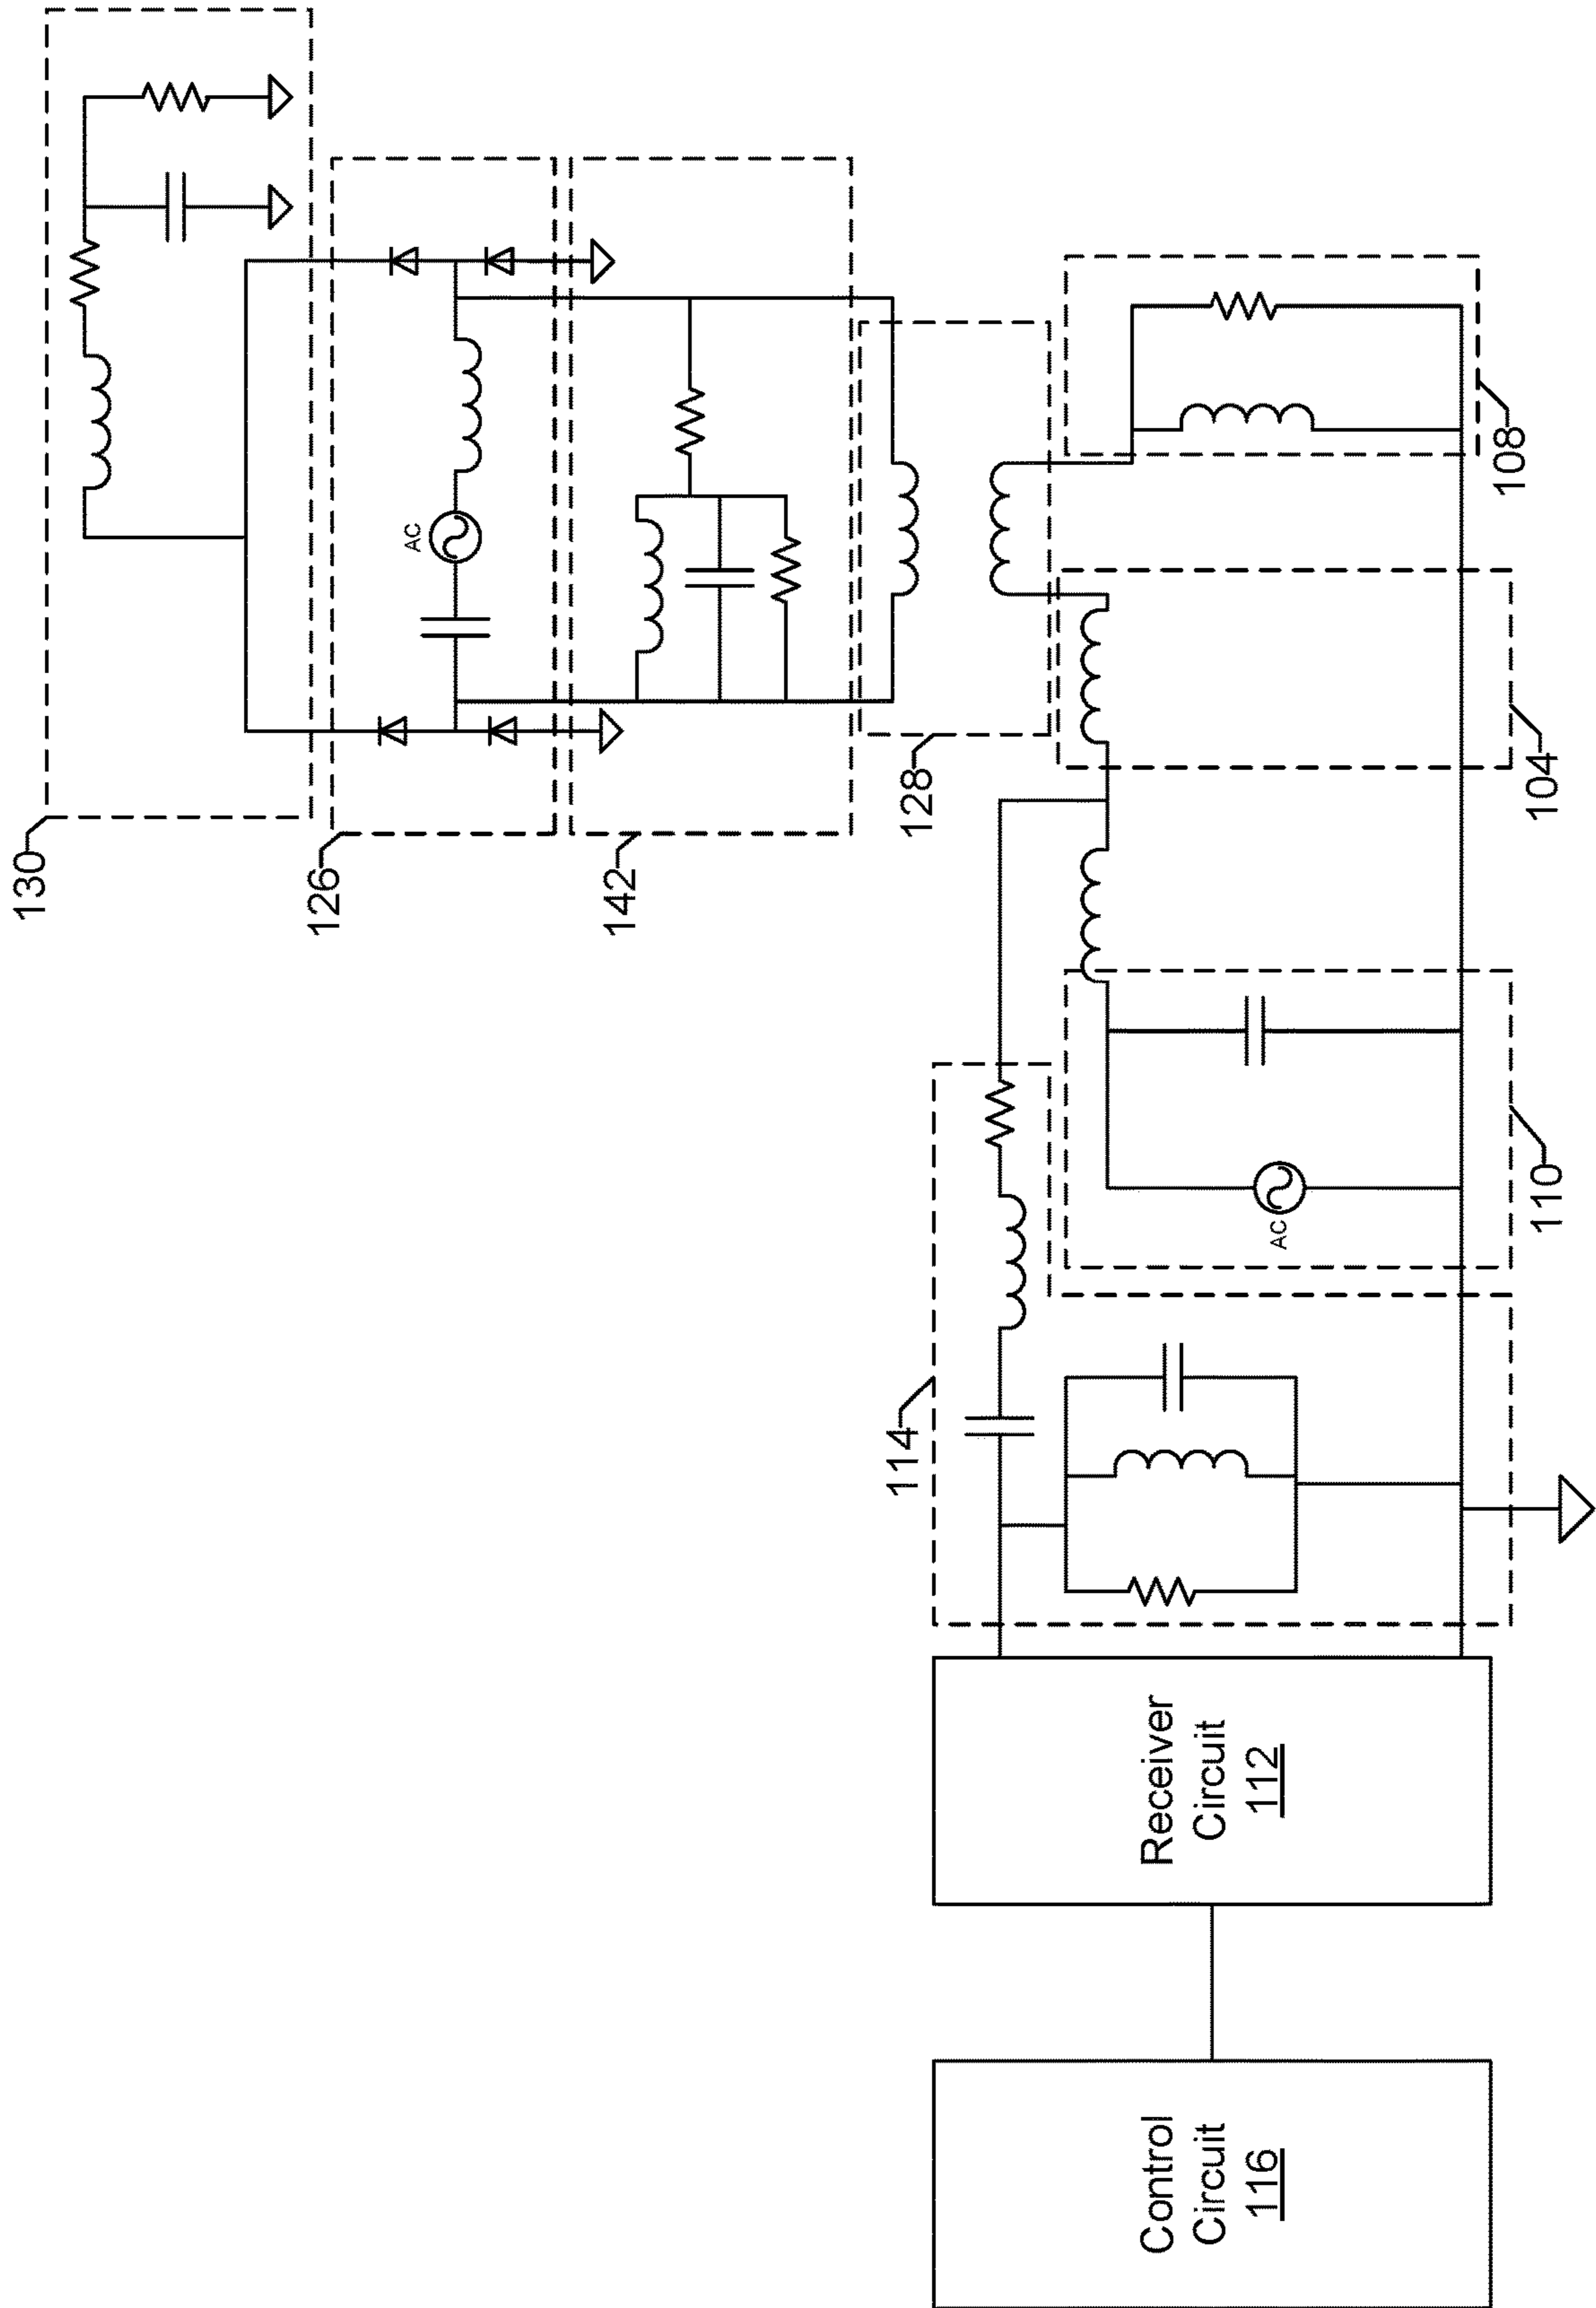 130
126
AC
142
128
108
104
114
110
AC
Receiver
Circuit
112
Control
Circuit
116